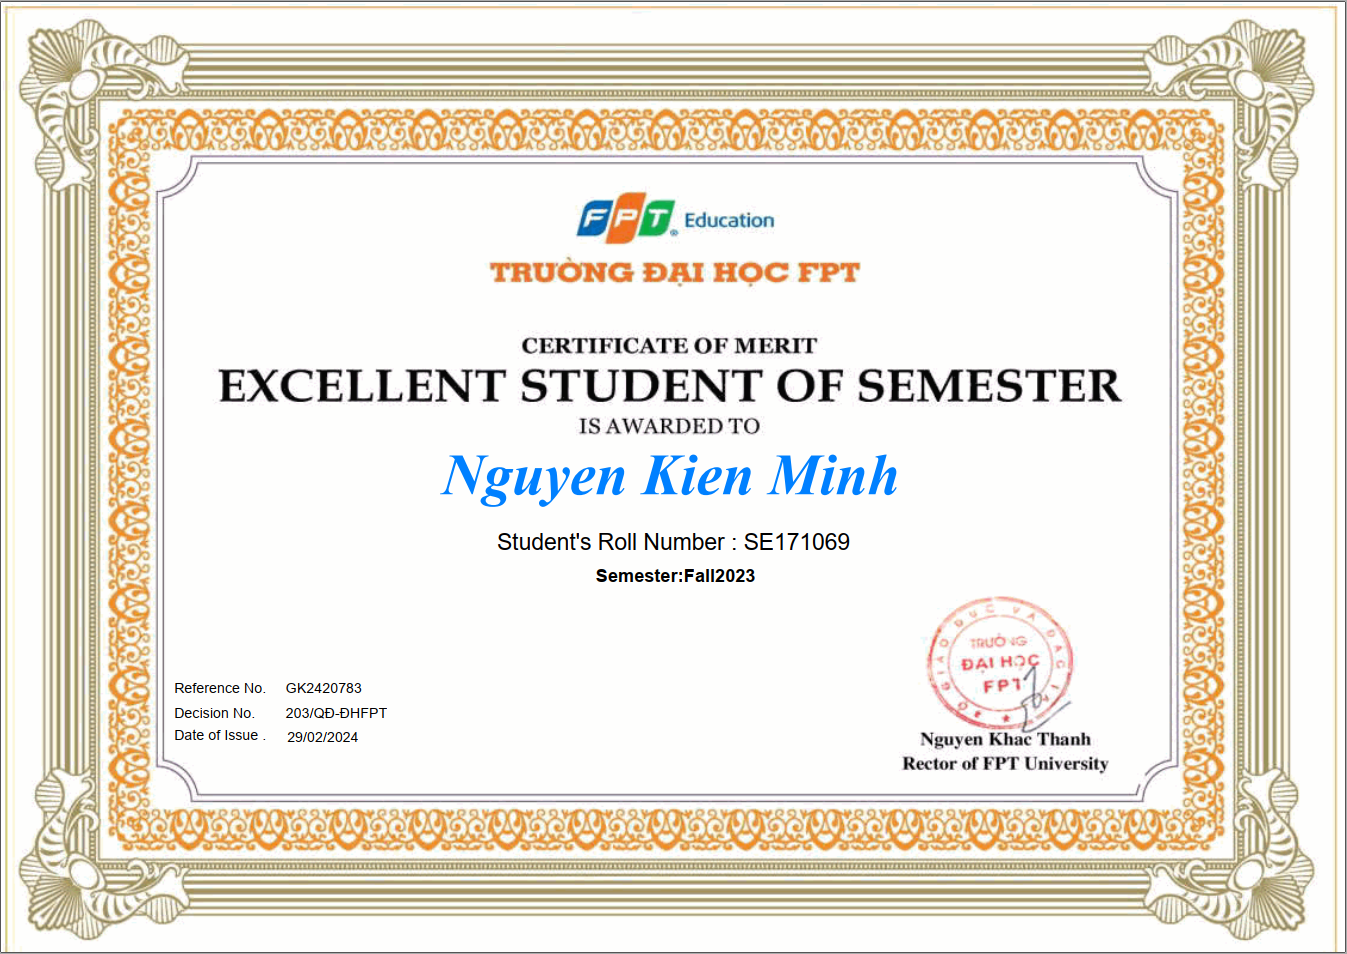 FPT® Education
TRƯỜNG ĐẠI HỌC FPT
CERTIFICATE OF MERIT
EXCELLENT STUDENT OF SEMESTER
IS AWARDED TO
Nguyen Kien Minh
Student's Roll Number : SE171069
Semester:Fall2023
Reference No. GK2420783
Decision No. 203/QĐ-ĐHFPT
Date of Issue . 29/02/2024
BỘ GIÁO DỤC VÀ ĐÀO
TRƯỜNG
ĐẠI HỌC
FPT
Nguyen Khac Thanh
Rector of FPT University